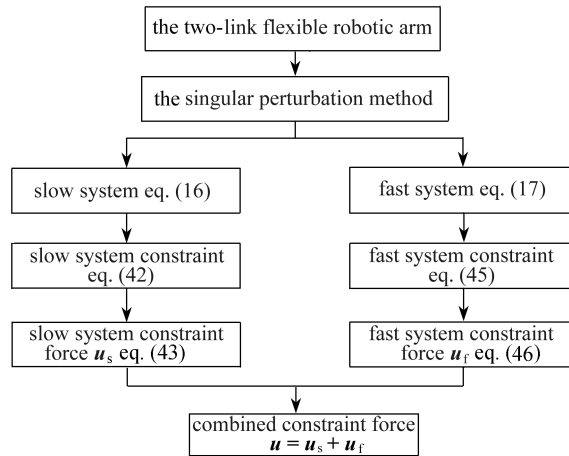 the two-link flexible robotic arm
the singular perturbation method
slow system eq. (16)
fast system eq. (17)
slow system constraint
eq. (42)
fast system constraint
eq. (45)
slow system constraint
force uₛ eq. (43)
fast system constraint
force u_f eq. (46)
combined constraint force
u = uₛ + u_f